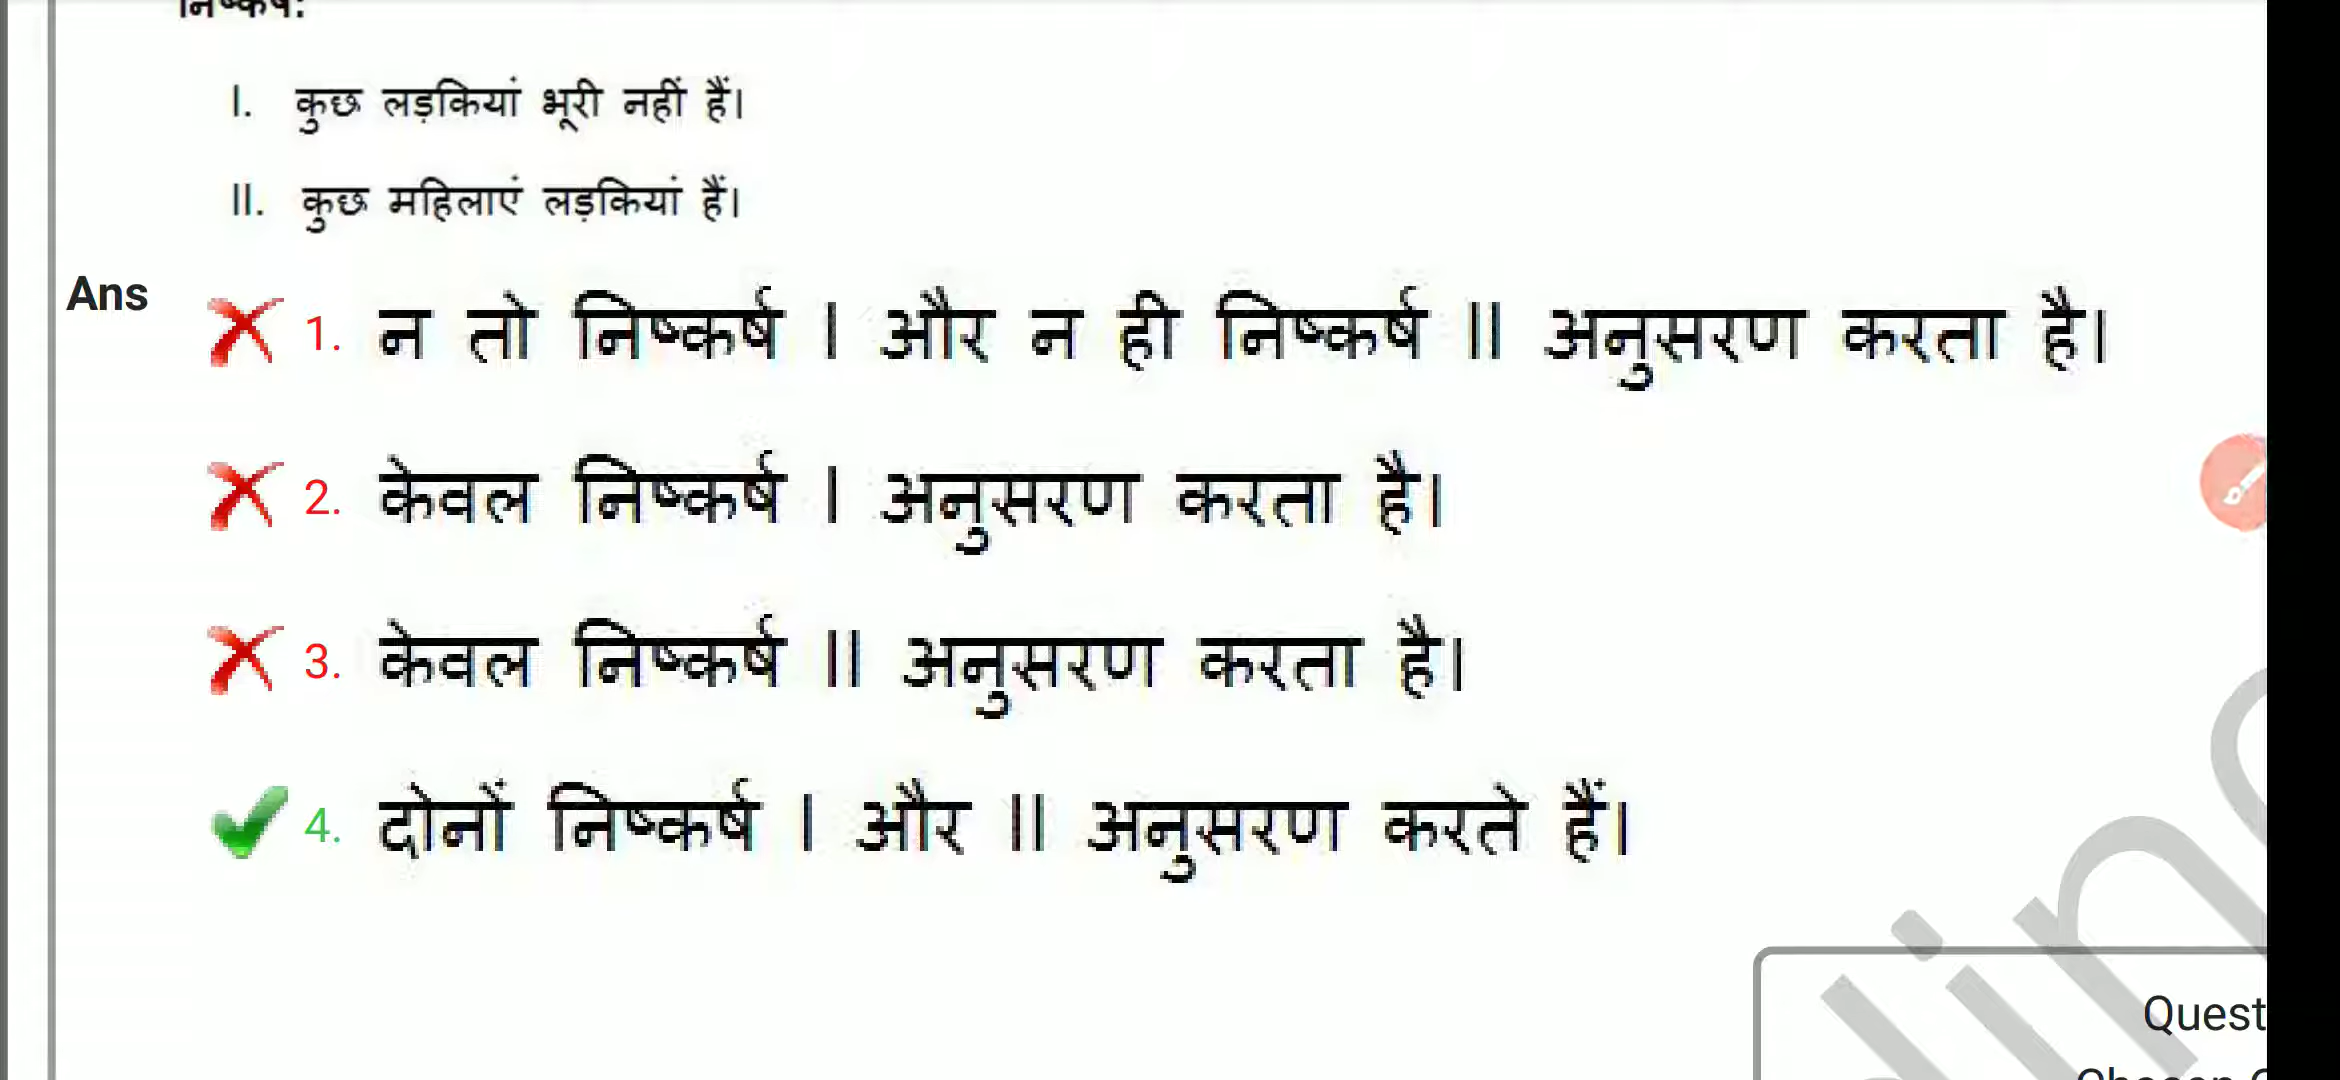 निष्कर्ष:
I. कुछ लड़कियां भूरी नहीं हैं।
II. कुछ महिलाएं लड़कियां हैं।
Ans
1. न तो निष्कर्ष I और न ही निष्कर्ष II अनुसरण करता है।
2. केवल निष्कर्ष I अनुसरण करता है।
3. केवल निष्कर्ष II अनुसरण करता है।
4. दोनों निष्कर्ष I और II अनुसरण करते हैं।
Quest